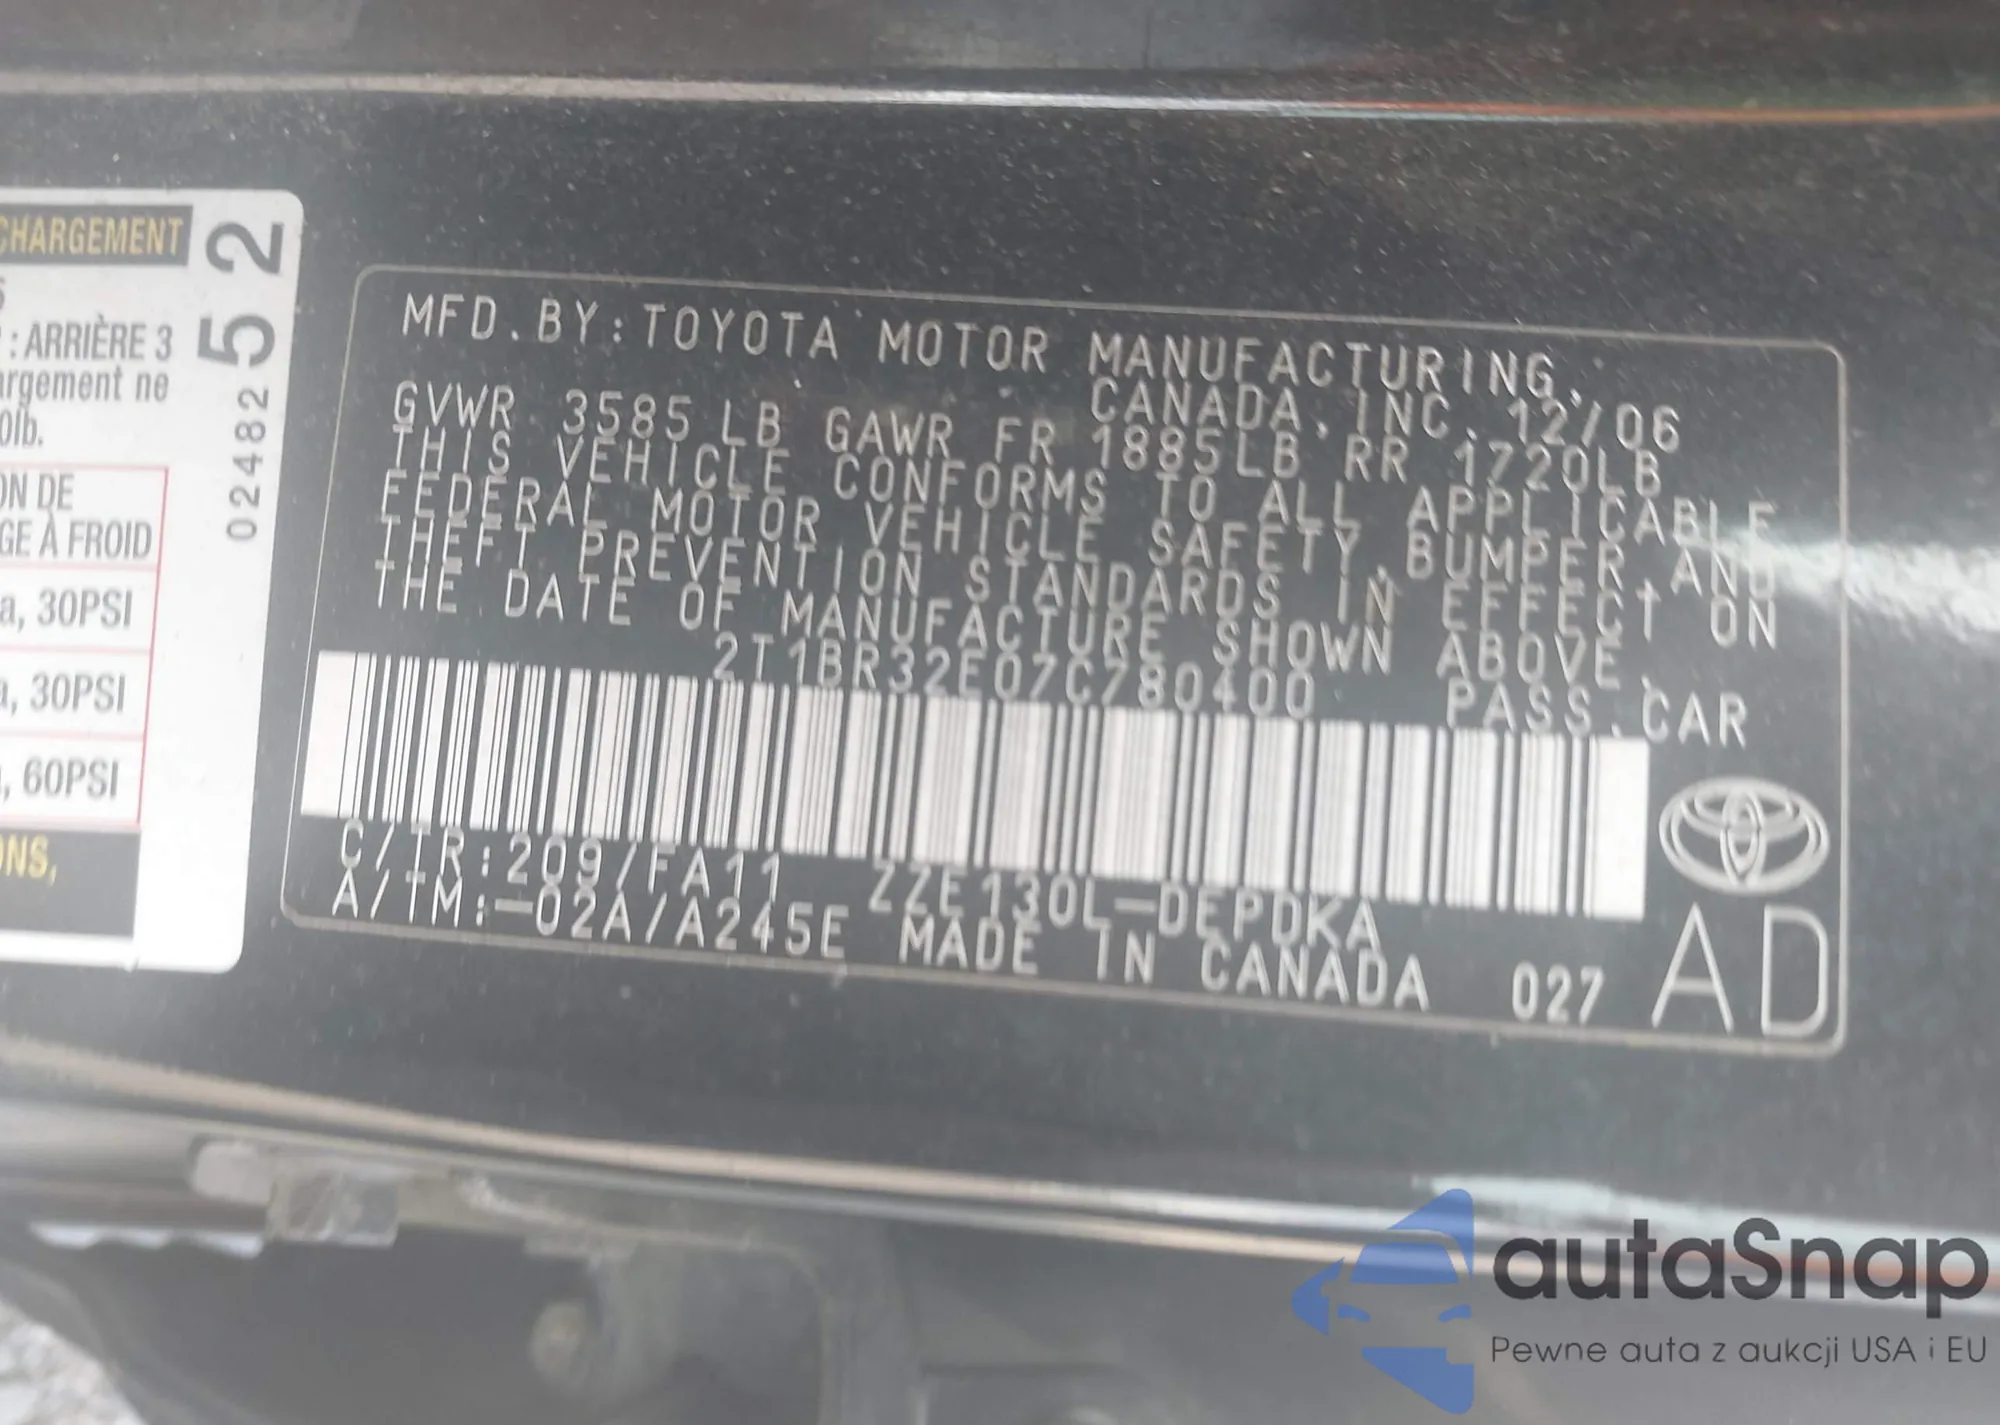 CHARGEMENT
: ARRIÈRE 3
argement ne
0lb.
ON DE
GE À FROID
a, 30PSI
a, 30PSI
, 60PSI
ONS,
02482 52
MFD.BY:TOYOTA MOTOR MANUFACTURING,
CANADA, INC. 12/06
GVWR 3585 LB GAWR FR 1885LB RR 1720LB
THIS VEHICLE CONFORMS TO ALL APPLICABLE
FEDERAL MOTOR VEHICLE SAFETY, BUMPER, AND
THEFT PREVENTION STANDARDS IN EFFECT ON
THE DATE OF MANUFACTURE SHOWN ABOVE.
2T1BR32E07C780400 PASS.CAR
C/TR:209/FA11 ZZE130L-DEPDKA
A/TM:-02A/A245E MADE IN CANADA 027
AD
autaSnap
Pewne auta z aukcji USA i EU